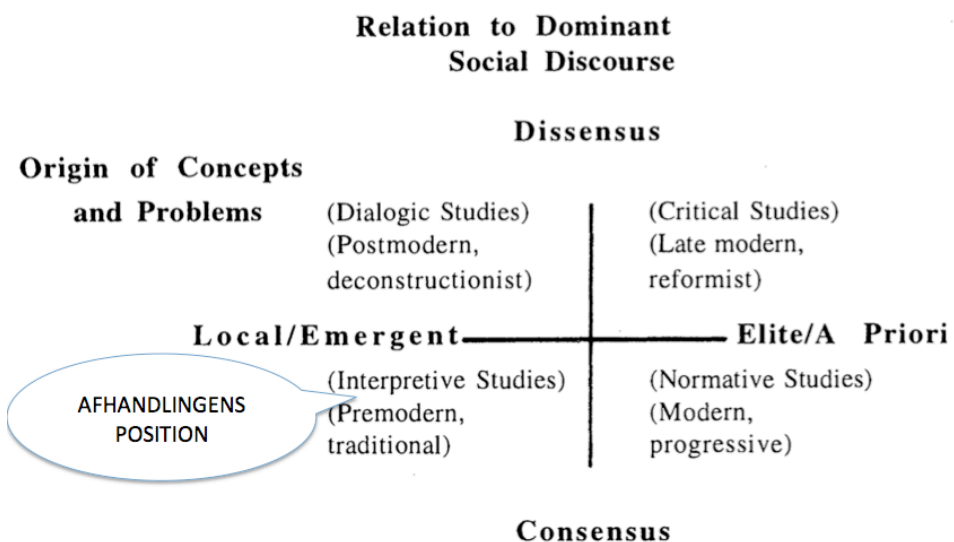 Relation to Dominant
Social Discourse
Dissensus
Origin of Concepts
and Problems
(Dialogic Studies)
(Postmodern,
deconstructionist)
(Critical Studies)
(Late modern,
reformist)
Local/Emergent
Elite/A Priori
AFHANDLINGENS
POSITION
(Interpretive Studies)
(Premodern,
traditional)
(Normative Studies)
(Modern,
progressive)
Consensus